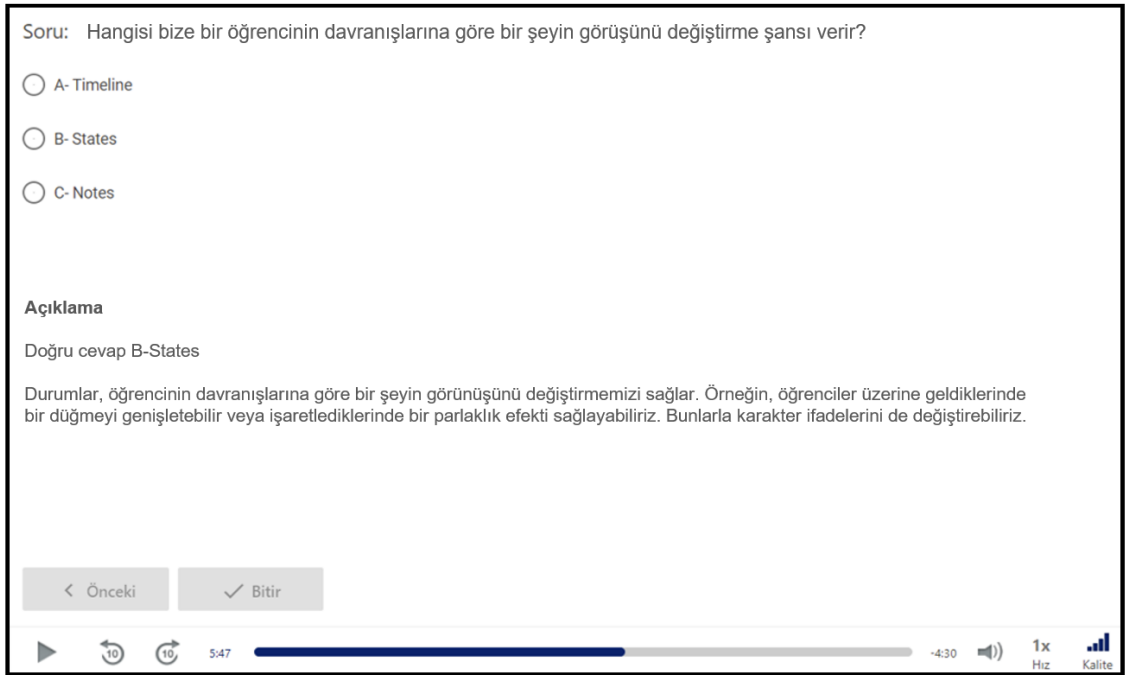 Soru: Hangisi bize bir öğrencinin davranışlarına göre bir şeyin görüşünü değiştirme şansı verir?
A- Timeline
B- States
C- Notes
Açıklama
Doğru cevap B-States
Durumlar, öğrencinin davranışlarına göre bir şeyin görünüşünü değiştirmemizi sağlar. Örneğin, öğrenciler üzerine geldiklerinde
bir düğmeyi genişletebilir veya işaretlediklerinde bir parlaklık efekti sağlayabiliriz. Bunlarla karakter ifadelerini de değiştirebiliriz.
Önceki Bitir
10 10 5:47 -4:30 1x
Hız Kalite